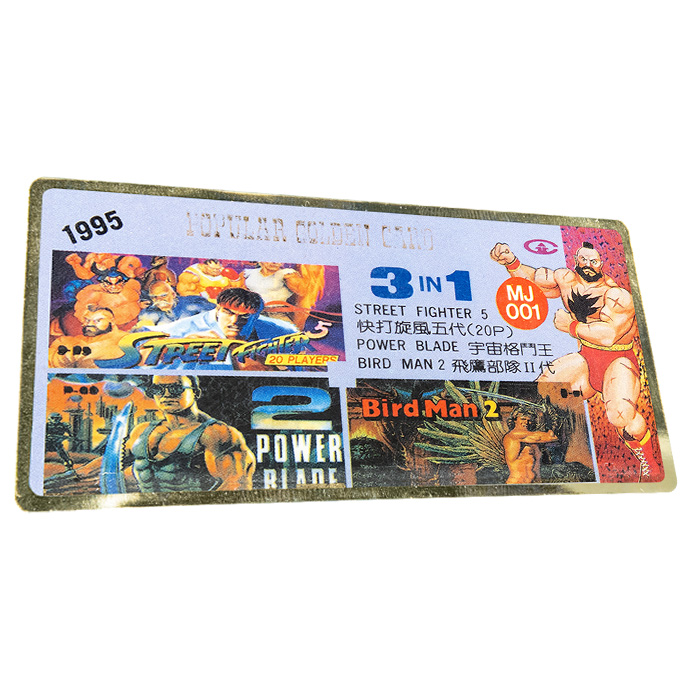 1995
POPULAR GOLDEN CARD
3 IN 1
MJ
001
STREET FIGHTER 5
快打旋風五代(20P)
POWER BLADE 宇宙格鬥王
BIRD MAN 2 飛鷹部隊II代
STREET FIGHTER 5
20 PLAYERS
2
POWER
BLADE
Bird Man 2